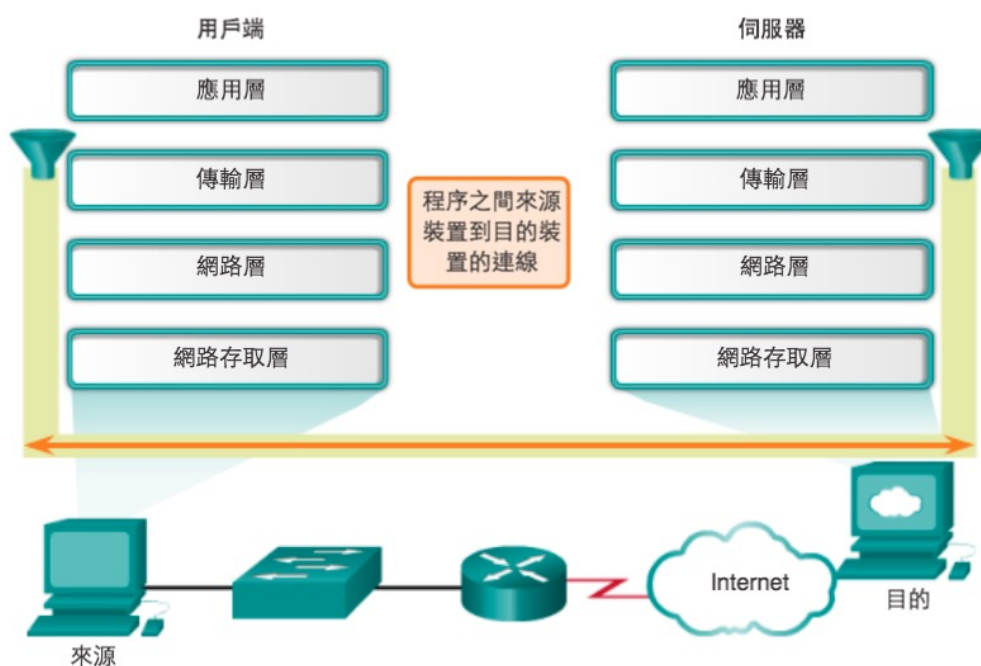 用戶端
伺服器
應用層
應用層
傳輸層
傳輸層
程序之間來源
裝置到目的裝
置的連線
網路層
網路層
網路存取層
網路存取層
Internet
目的
來源